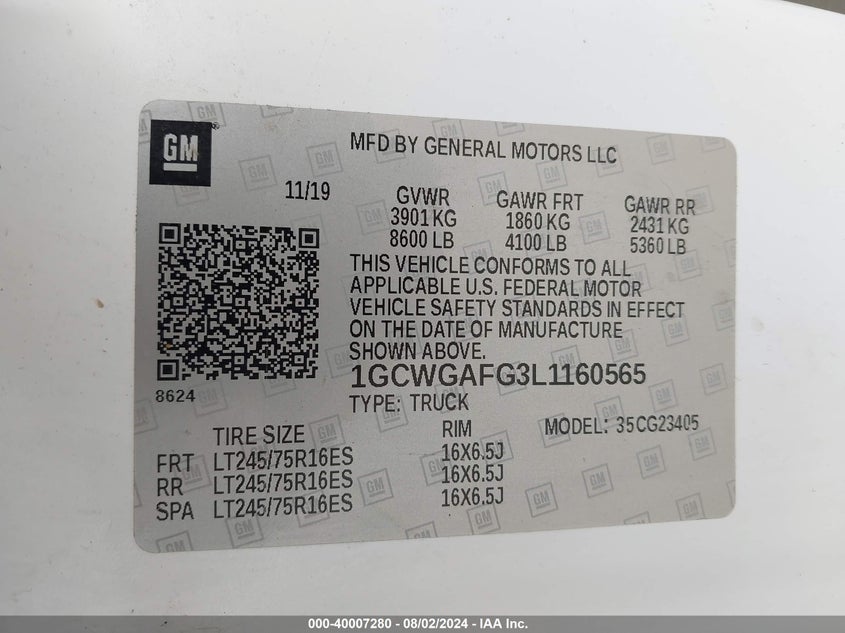 GM
MFD BY GENERAL MOTORS LLC
11/19
GVWR GAWR FRT GAWR RR
3901 KG 1860 KG 2431 KG
8600 LB 4100 LB 5360 LB
THIS VEHICLE CONFORMS TO ALL
APPLICABLE U.S. FEDERAL MOTOR
VEHICLE SAFETY STANDARDS IN EFFECT
ON THE DATE OF MANUFACTURE
SHOWN ABOVE.
1GCWGAFG3L1160565
8624
TYPE: TRUCK
MODEL: 35CG23405
TIRE SIZE RIM
FRT LT245/75R16ES 16X6.5J
RR LT245/75R16ES 16X6.5J
SPA LT245/75R16ES 16X6.5J
000-40007280 - 08/02/2024 - IAA Inc.